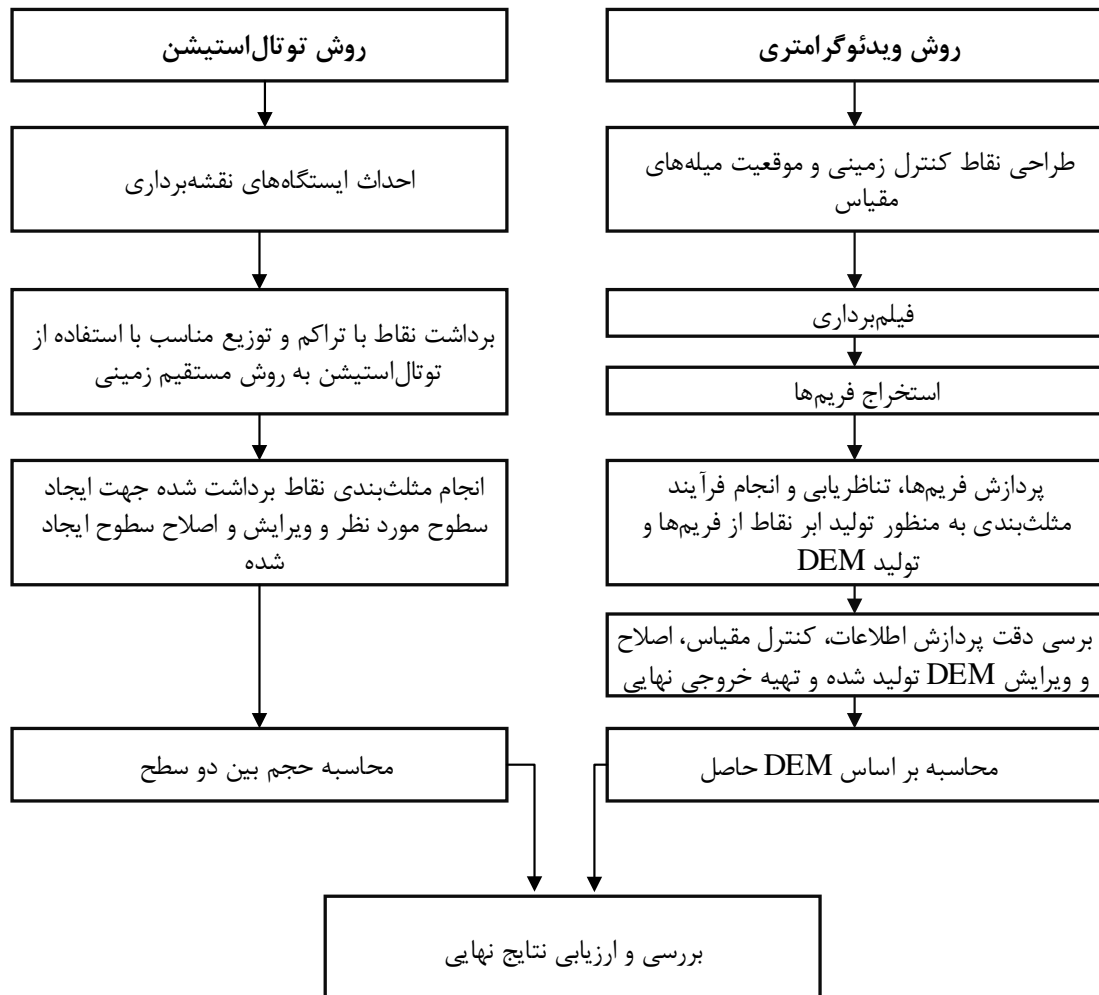 روش ویدئوگرامتری
طراحی نقاط کنترل زمینی و موقعیت میله‌های
مقیاس
فیلم‌برداری
استخراج فریم‌ها
پردازش فریم‌ها، تناظریابی و انجام فرآیند
مثلث‌بندی به منظور تولید ابر نقاط از فریم‌ها و
تولید DEM
برسی دقت پردازش اطلاعات، کنترل مقیاس، اصلاح
و ویرایش DEM تولید شده و تهیه خروجی نهایی
محاسبه بر اساس DEM حاصل
روش توتال‌استیشن
احداث ایستگاه‌های نقشه‌برداری
برداشت نقاط با تراکم و توزیع مناسب با استفاده از
توتال‌استیشن به روش مستقیم زمینی
انجام مثلث‌بندی نقاط برداشت شده جهت ایجاد
سطوح مورد نظر و ویرایش و اصلاح سطوح ایجاد
شده
محاسبه حجم بین دو سطح
بررسی و ارزیابی نتایج نهایی